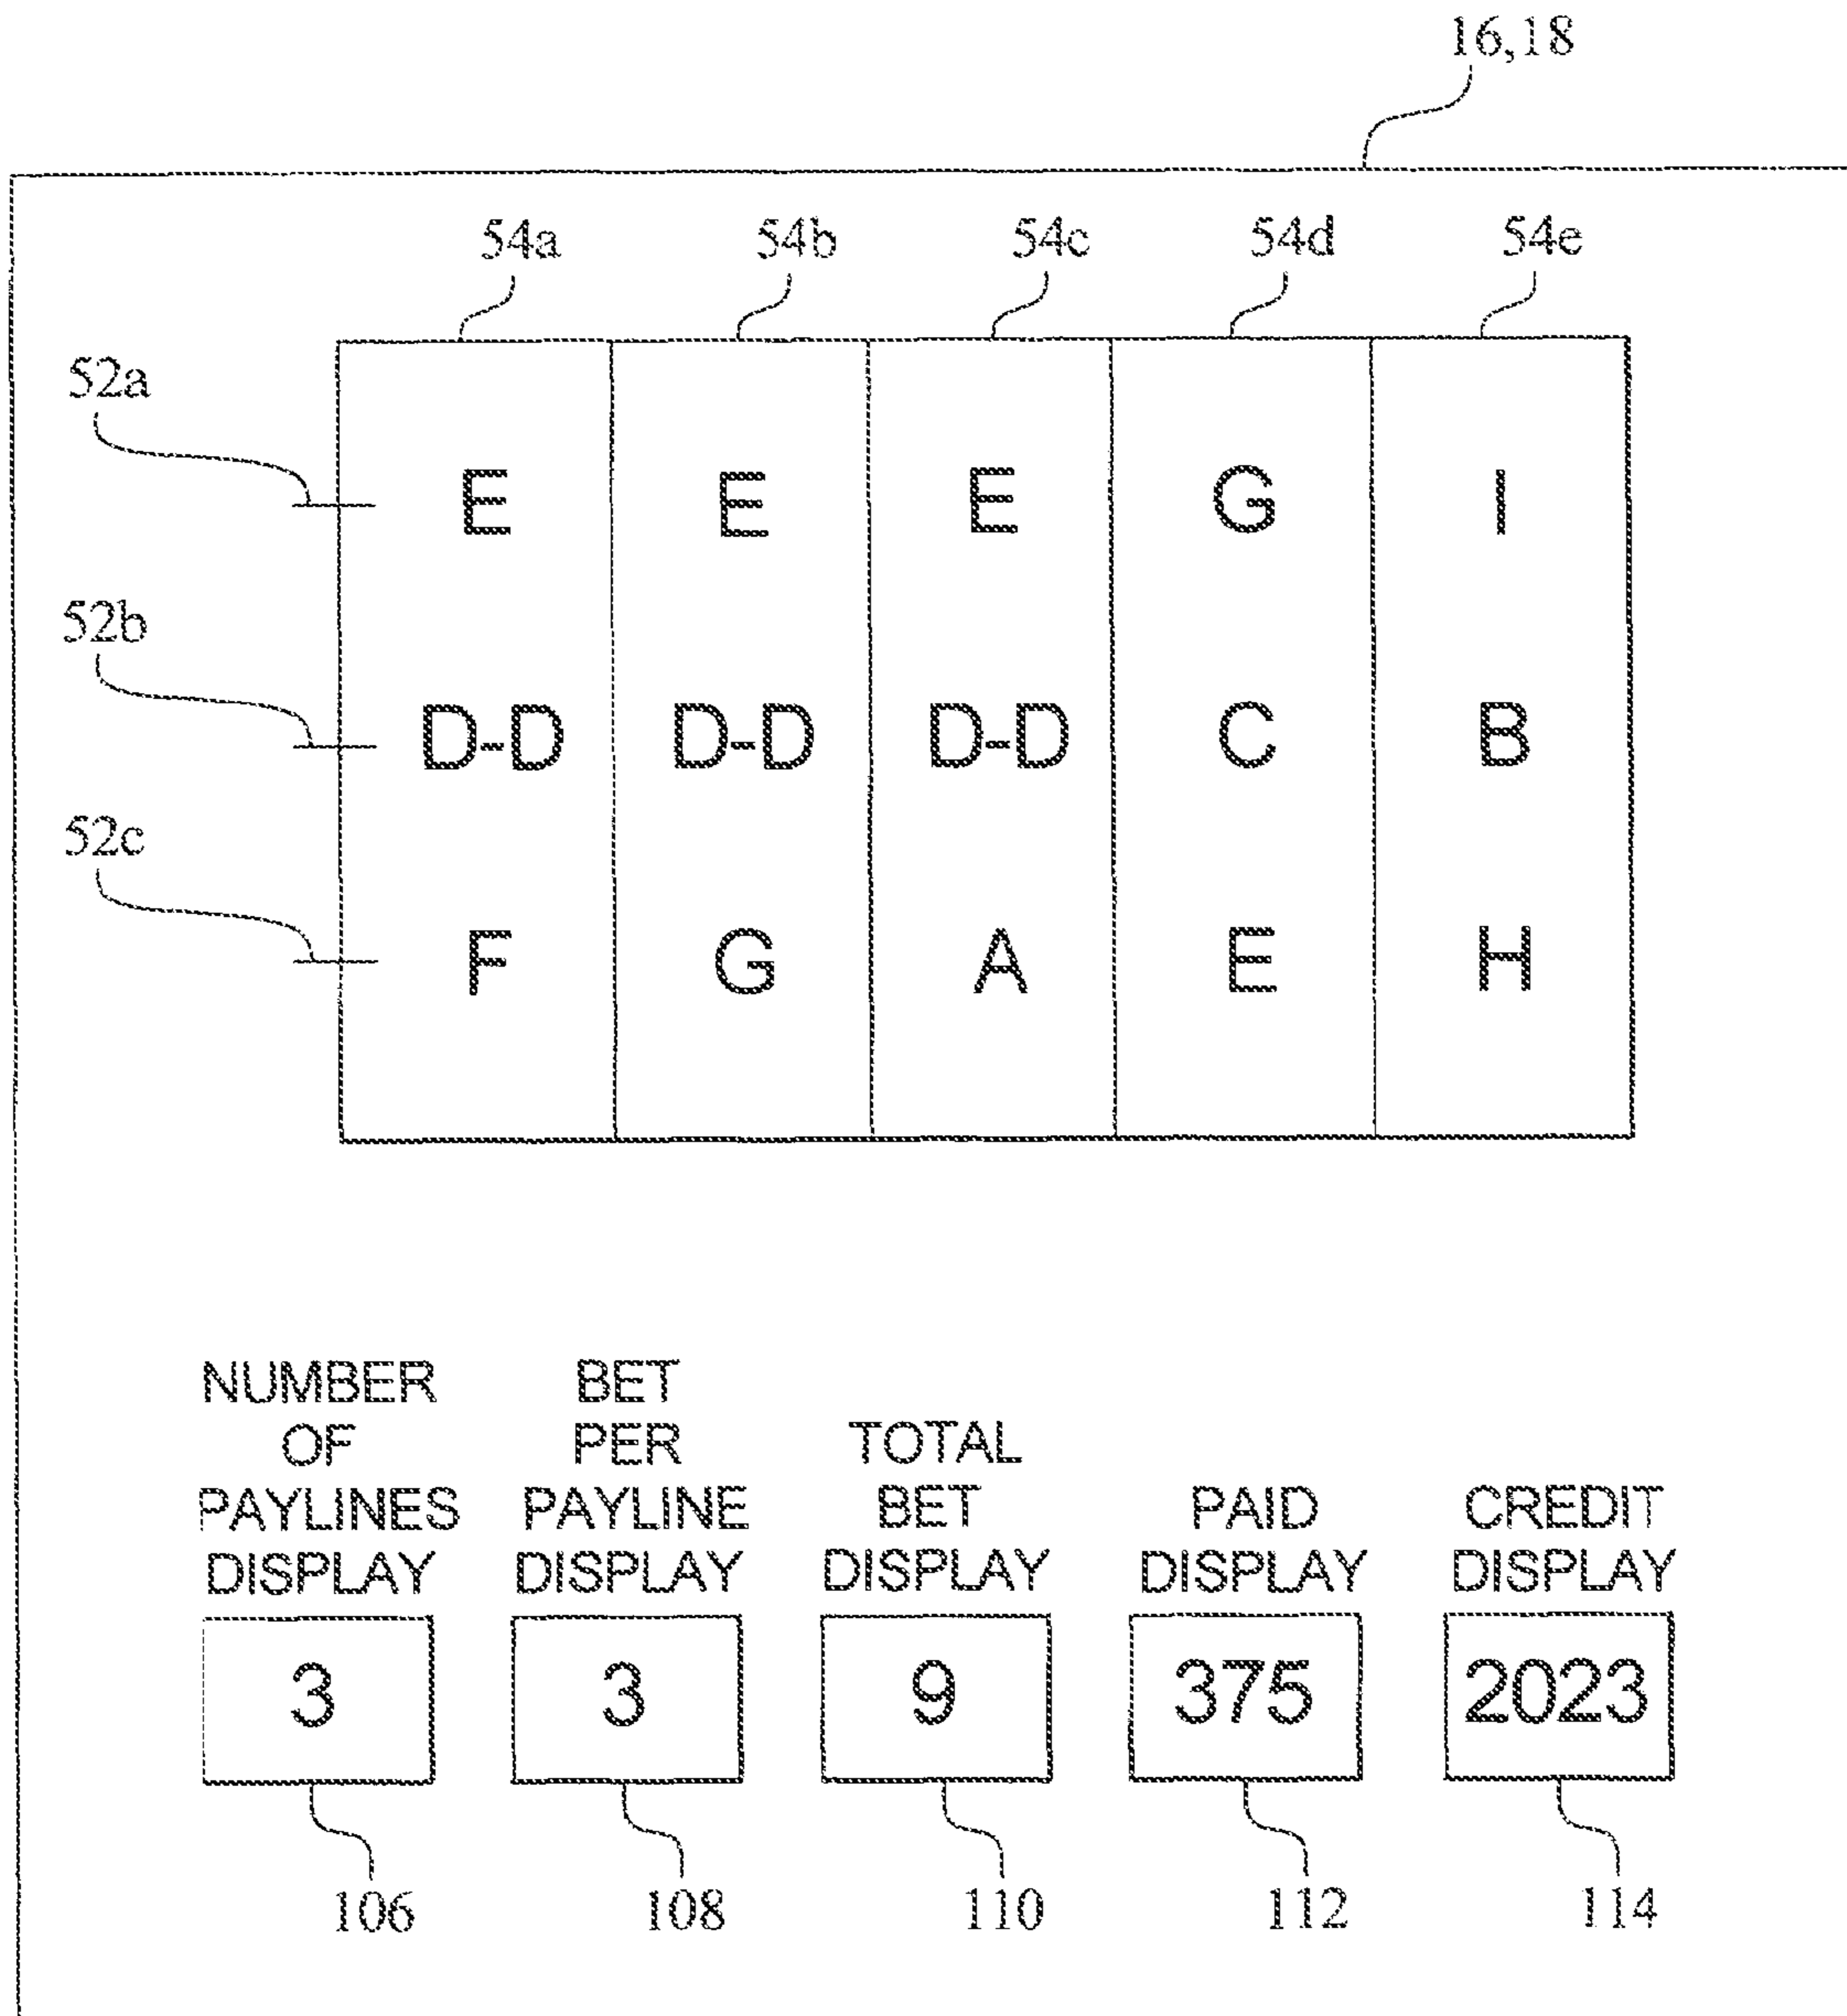 16,18
54a 54b 54c 54d 54e
52a
E E E G I
52b
D-D D-D D-D C B
52c
F G A E H
NUMBER OF PAYLINES DISPLAY
BET PER PAYLINE DISPLAY
TOTAL BET DISPLAY
PAID DISPLAY
CREDIT DISPLAY
3 3 9 375 2023
106 108 110 112 114